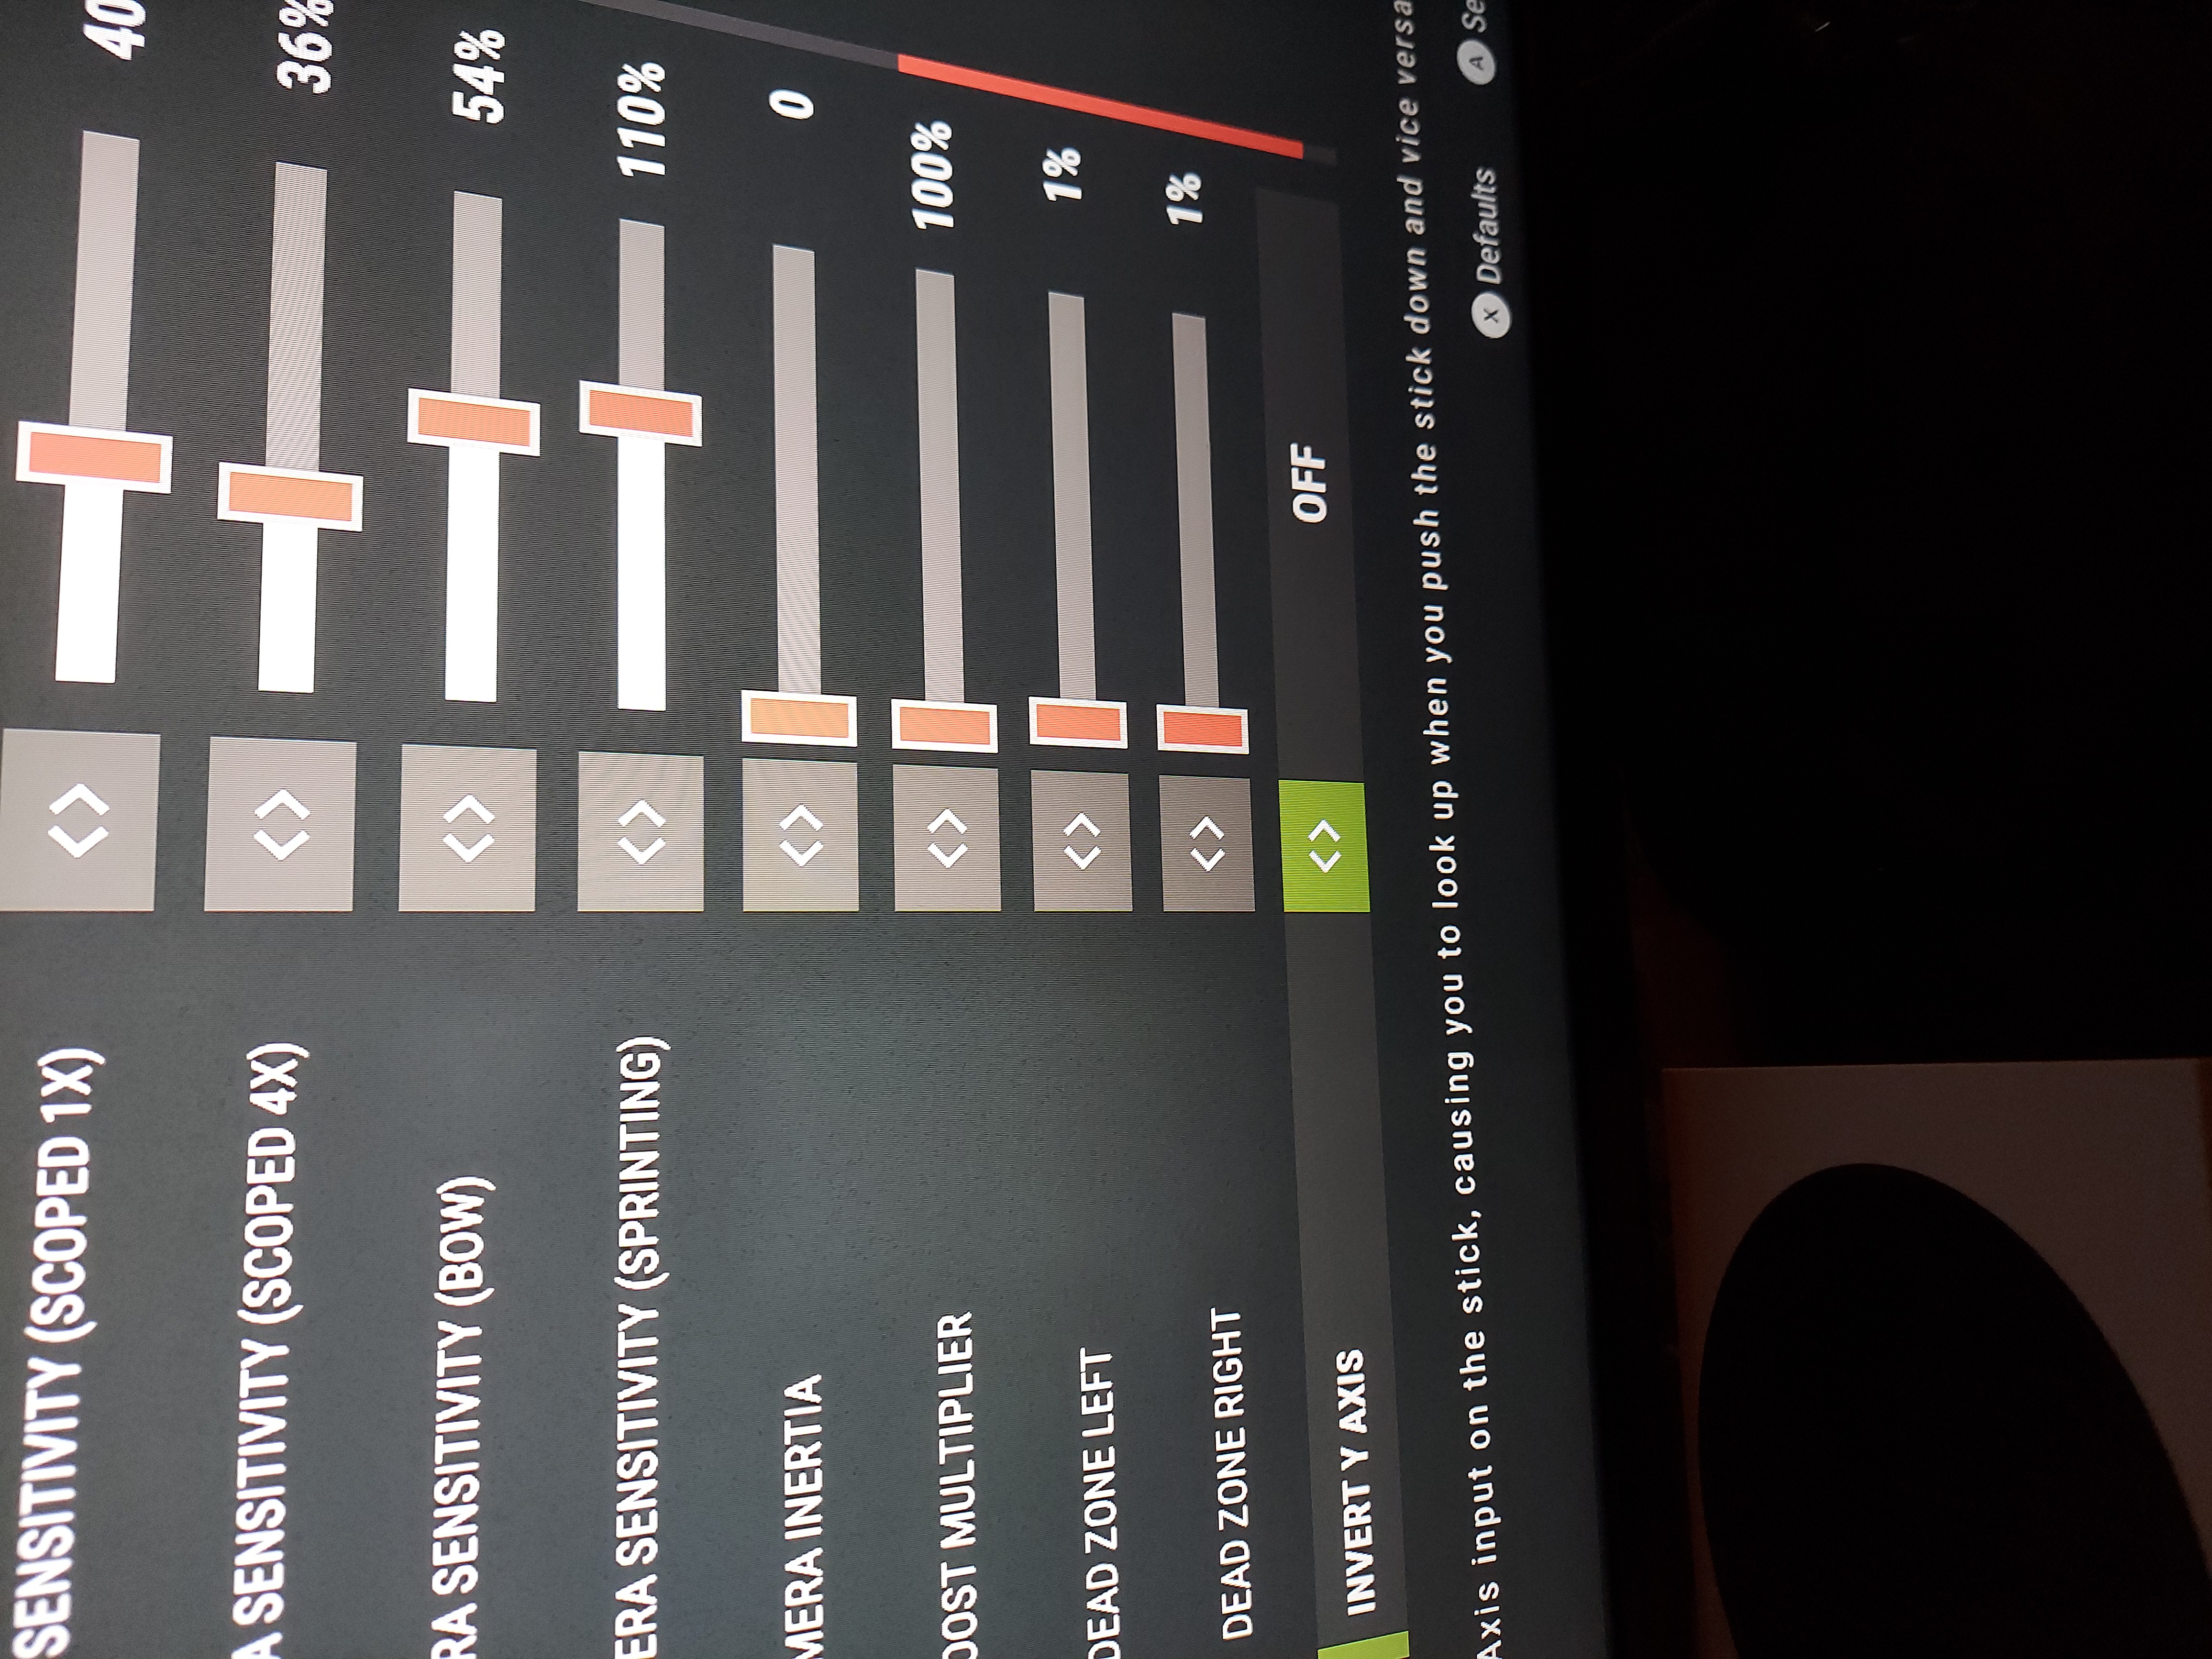 SENSITIVITY (SCOPED 1X) 40
A SENSITIVITY (SCOPED 4X) 36%
RA SENSITIVITY (BOW) 54%
ERA SENSITIVITY (SPRINTING) 110%
MERA INERTIA 0
OOST MULTIPLIER 100%
DEAD ZONE LEFT 1%
DEAD ZONE RIGHT 1%
INVERT Y AXIS OFF
Axis input on the stick, causing you to look up when you push the stick down and vice versa
X Defaults A Se